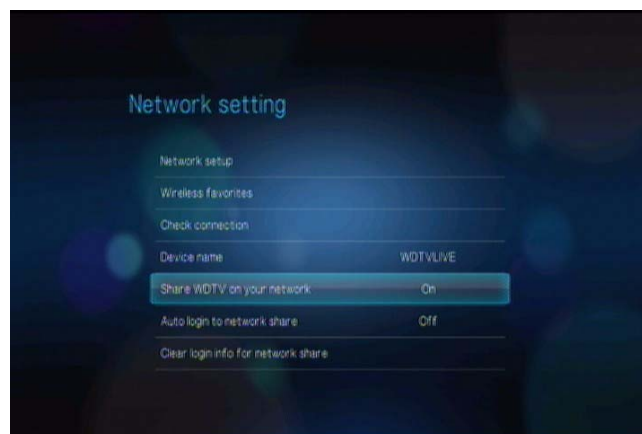 Network setting
Network setup
Wireless favorites
Check connection
Device name WDTVLIVE
Share WDTV on your network On
Auto login to network share Off
Clear login info for network share